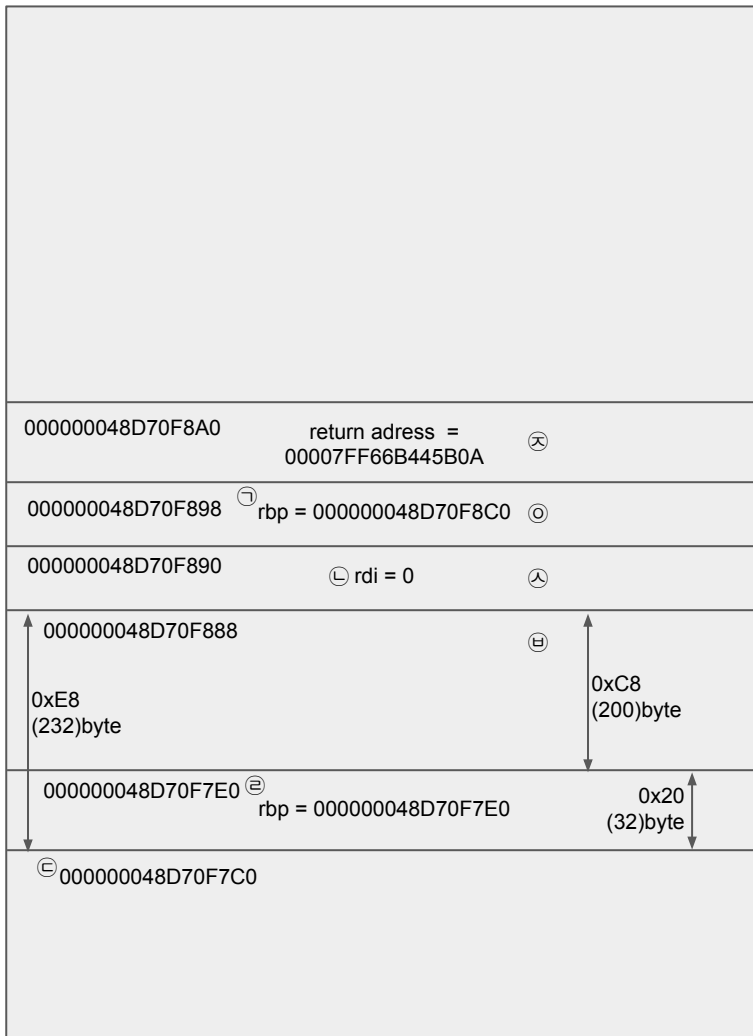 000000048D70F8A0 return adress = ㉨
00007FF66B445B0A
000000048D70F898 ㉠ rbp = 000000048D70F8C0 ㉧
000000048D70F890 ㉡ rdi = 0 ㉦
000000048D70F888 ㉥
0xE8
(232)byte
0xC8
(200)byte
000000048D70F7E0 ㉣
rbp = 000000048D70F7E0
0x20
(32)byte
㉢ 000000048D70F7C0